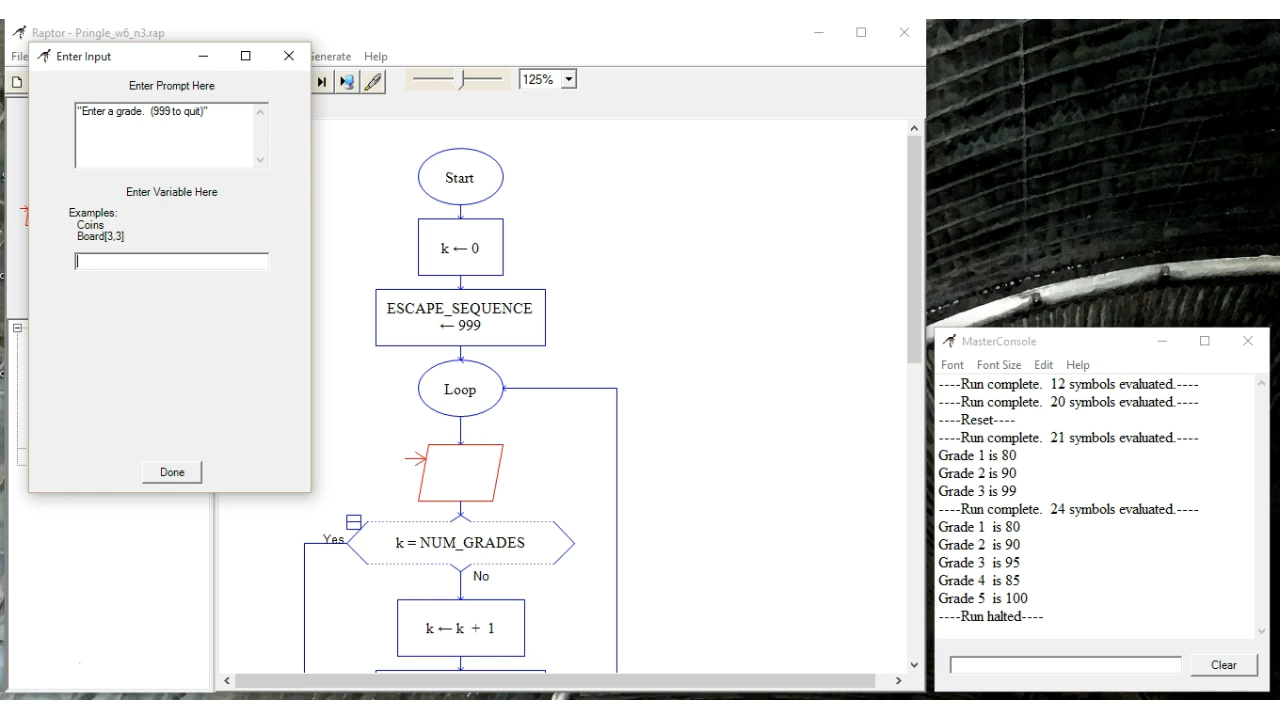 Raptor - Pringle_w6_n3.rap
File
Generate Help
125%
Enter Input
Enter Prompt Here
"Enter a grade. (999 to quit)"
Enter Variable Here
Examples:
Coins
Board[3,3]
Done
Start
k ← 0
ESCAPE_SEQUENCE
← 999
Loop
Yes
k = NUM_GRADES
No
k ← k + 1
MasterConsole
Font Font Size Edit Help
----Run complete. 12 symbols evaluated.----
----Run complete. 20 symbols evaluated.----
----Reset----
----Run complete. 21 symbols evaluated.----
Grade 1 is 80
Grade 2 is 90
Grade 3 is 99
----Run complete. 24 symbols evaluated.----
Grade 1 is 80
Grade 2 is 90
Grade 3 is 95
Grade 4 is 85
Grade 5 is 100
----Run halted----
Clear